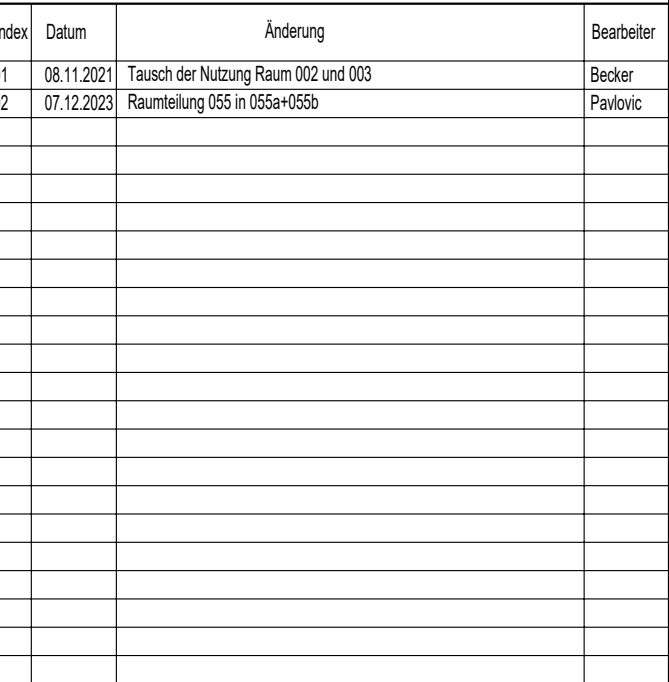 ndex Datum Änderung Bearbeiter
1 08.11.2021 Tausch der Nutzung Raum 002 und 003 Becker
2 07.12.2023 Raumteilung 055 in 055a+055b Pavlovic